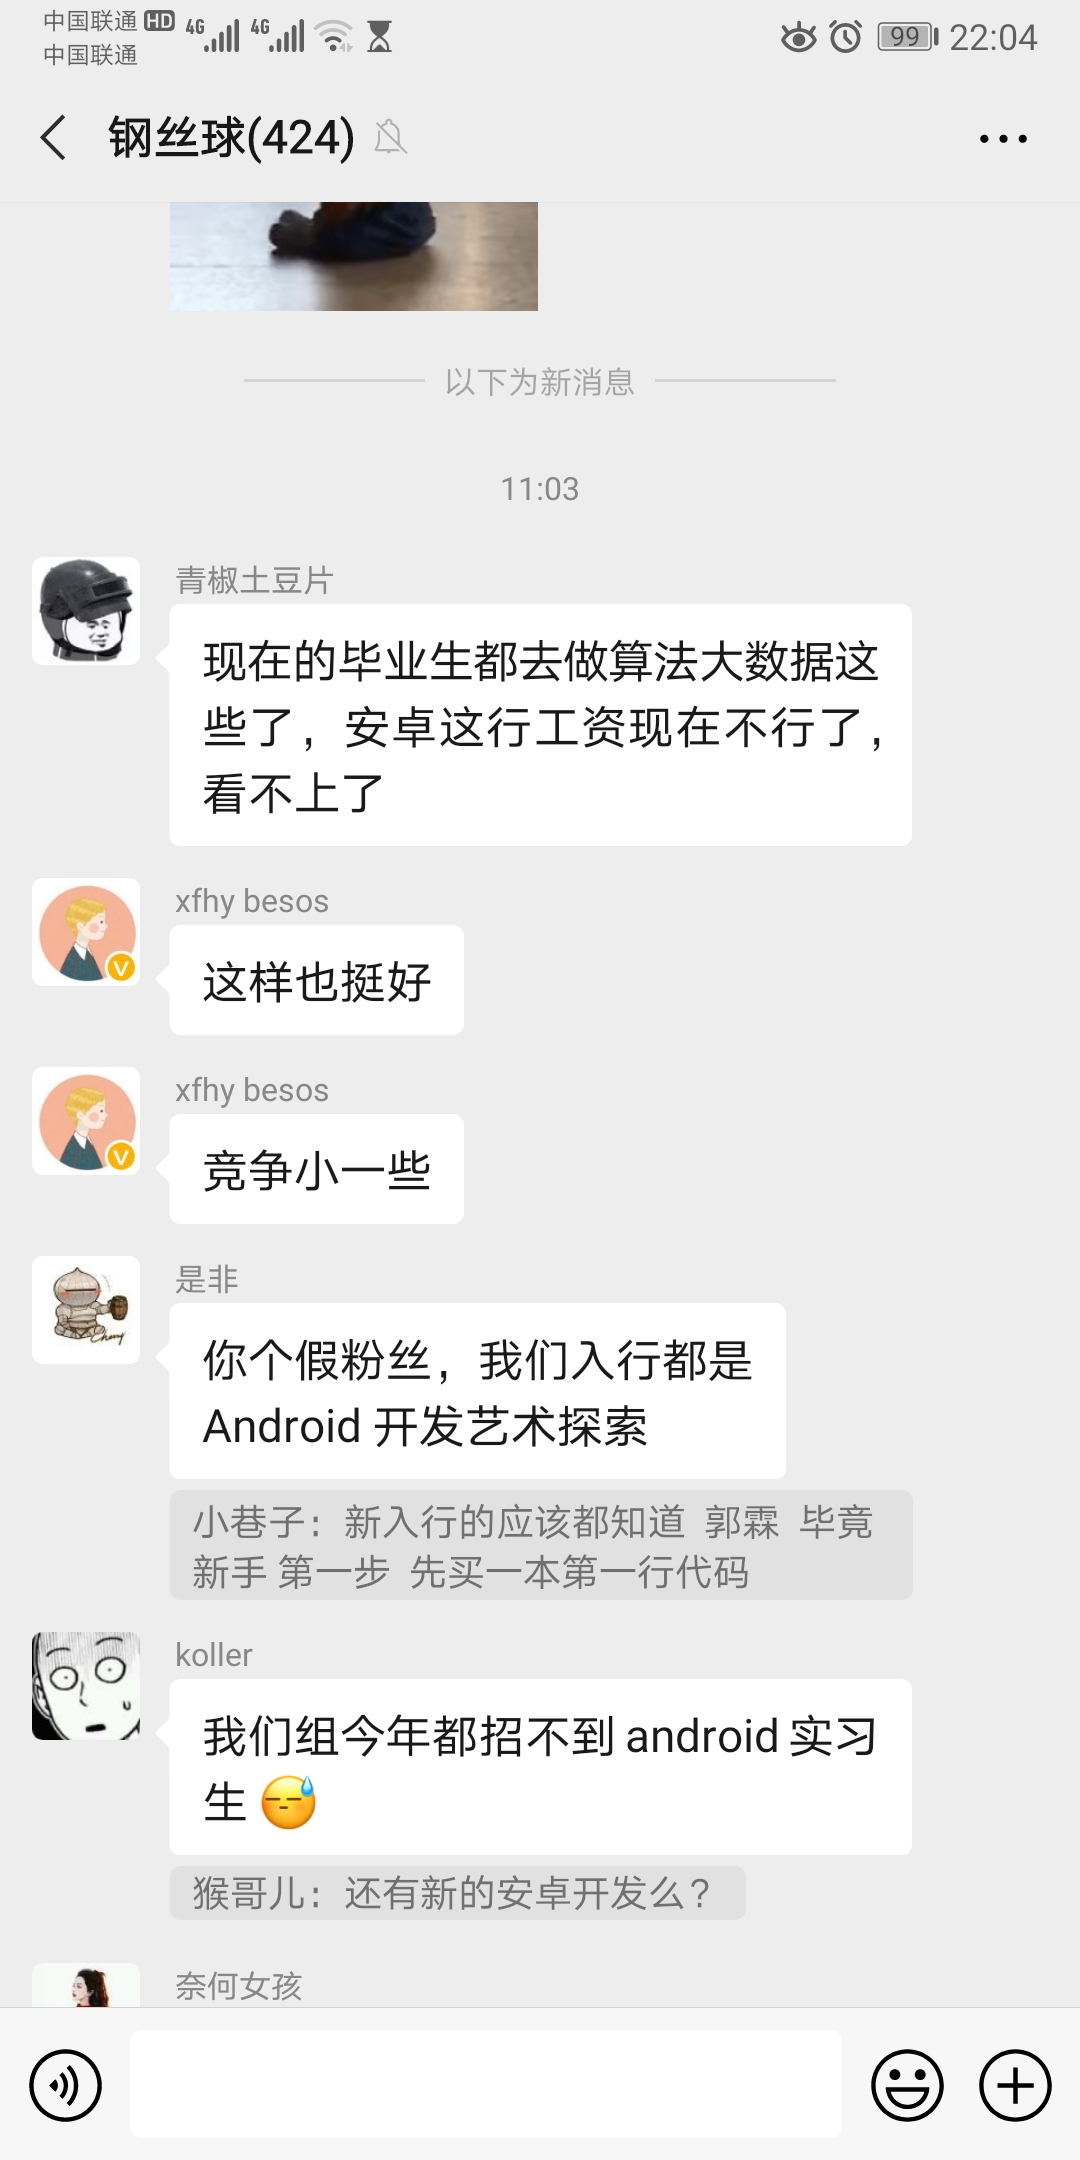 中国联通 HD 4G 4G 99 22:04
中国联通
钢丝球(424)
以下为新消息
11:03
青椒土豆片
现在的毕业生都去做算法大数据这
些了，安卓这行工资现在不行了，
看不上了
xfhy besos
这样也挺好
xfhy besos
竞争小一些
是非
你个假粉丝，我们入行都是
Android 开发艺术探索
小巷子：新入行的应该都知道 郭霖 毕竟
新手 第一步 先买一本第一行代码
koller
我们组今年都招不到 android 实习
生
猴哥儿：还有新的安卓开发么？
奈何女孩